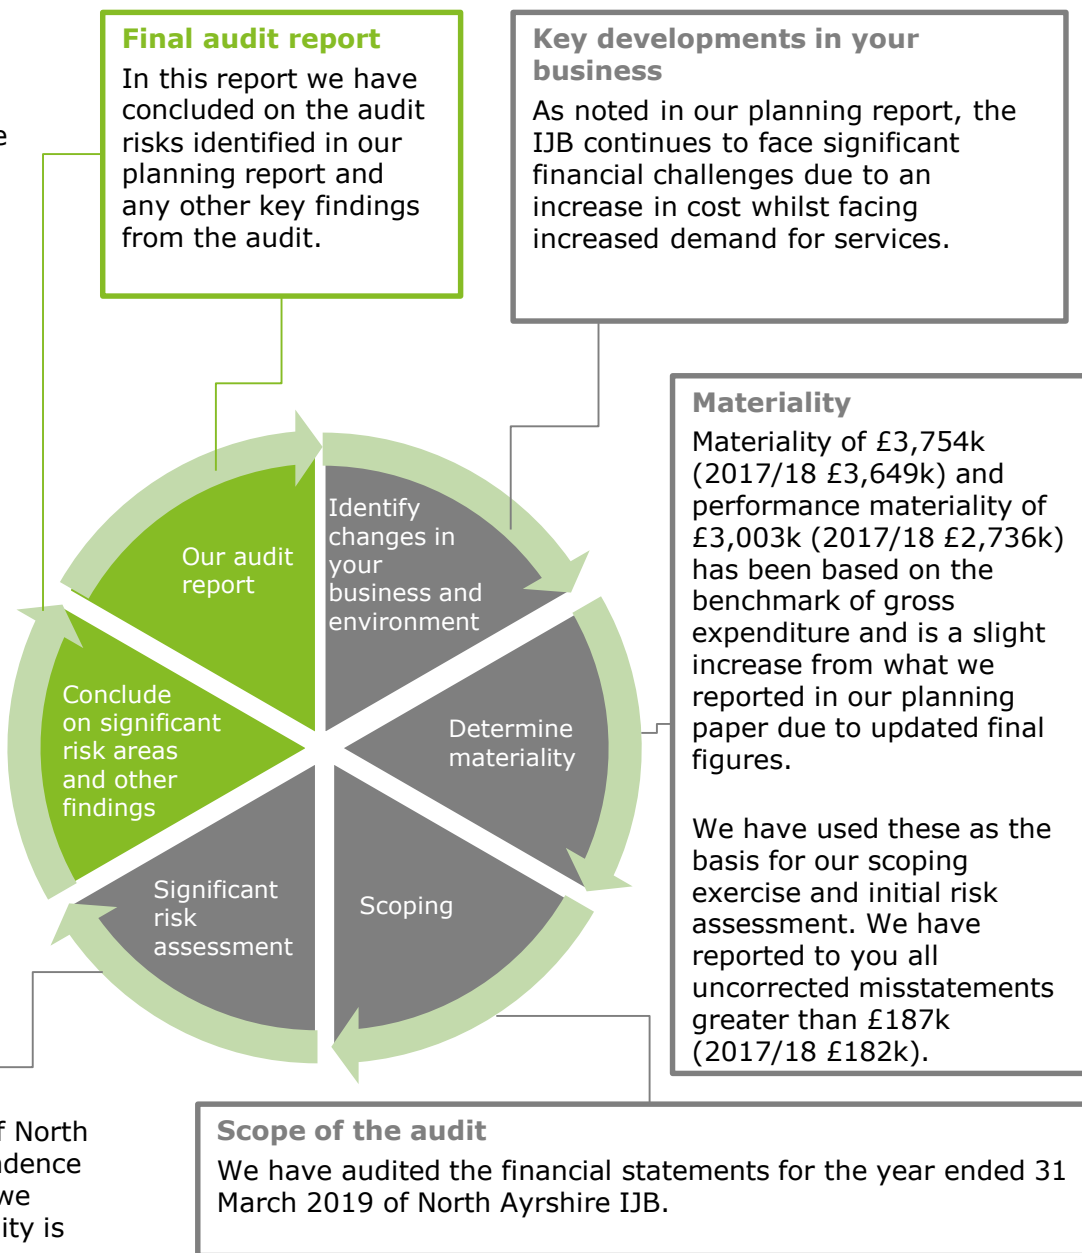 Final audit report
In this report we have
concluded on the audit
risks identified in our
planning report and
any other key findings
from the audit.
Key developments in your
business
As noted in our planning report, the
IJB continues to face significant
financial challenges due to an
increase in cost whilst facing
increased demand for services.
Materiality
Materiality of £3,754k
(2017/18 £3,649k) and
performance materiality of
£3,003k (2017/18 £2,736k)
has been based on the
benchmark of gross
expenditure and is a slight
increase from what we
reported in our planning
paper due to updated final
figures.
We have used these as the
basis for our scoping
exercise and initial risk
assessment. We have
reported to you all
uncorrected misstatements
greater than £187k
(2017/18 £182k).
Our audit
report
Identify
changes in
your
business and
environment
Conclude
on significant
risk areas
and other
findings
Determine
materiality
Significant
risk
assessment
Scoping
North
we
is
Scope of the audit
We have audited the financial statements for the year ended 31
March 2019 of North Ayrshire IJB.